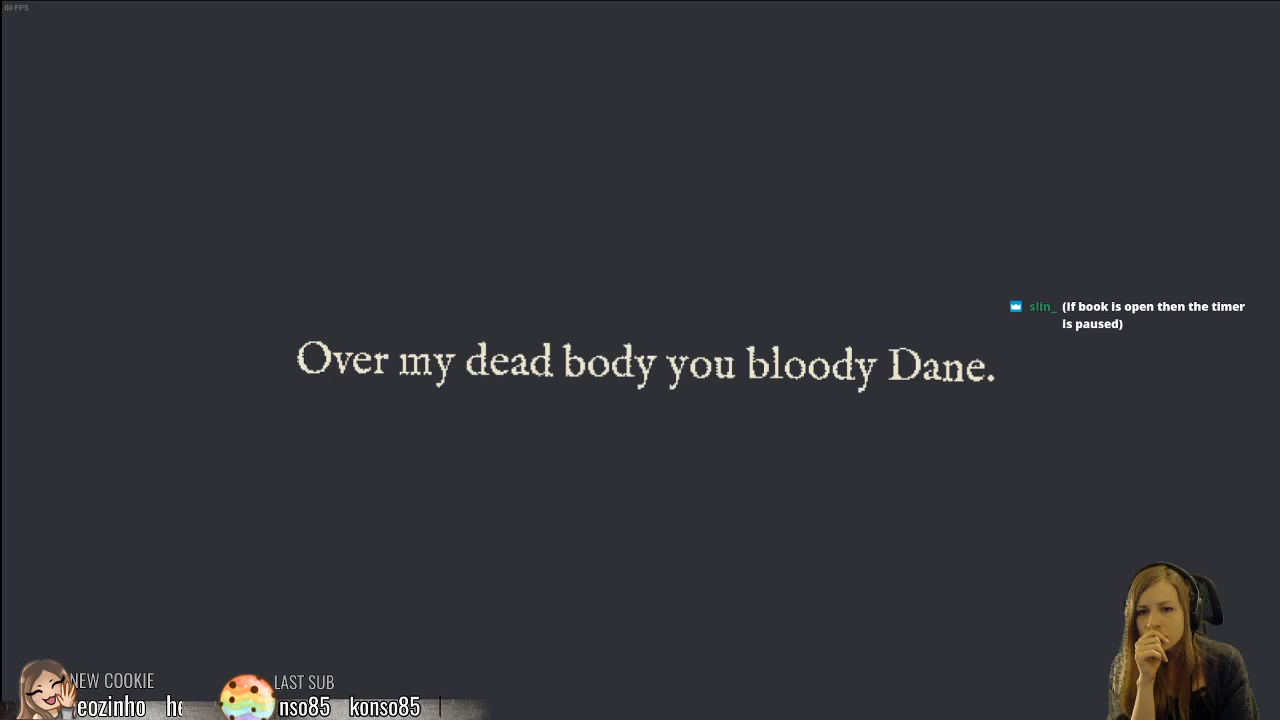 60 FPS
slin_ (If book is open then the timer
is paused)
Over my dead body you bloody Dane.
NEW COOKIE
eozinho
LAST SUB
nso85 konso85